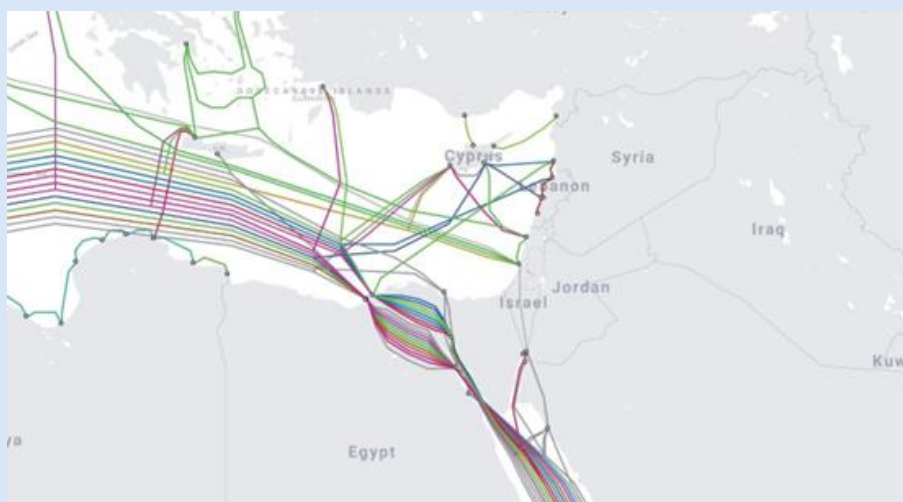 DODECANESE ISLANDS
Cyprus
Syria
Lebanon
Iraq
Jordan
Israel
Kuw
Egypt
ya